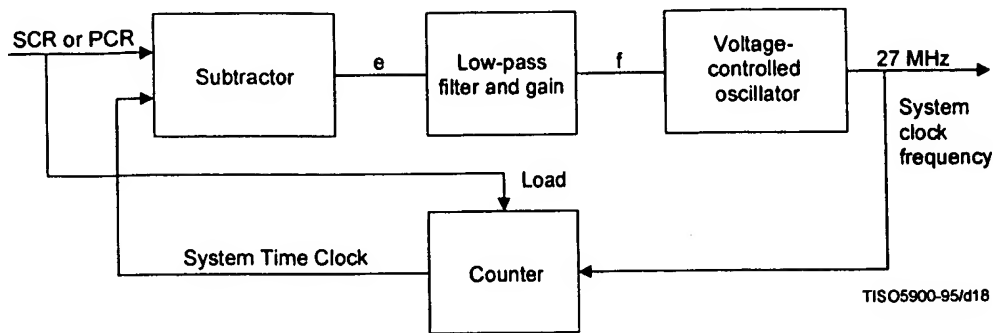 SCR or PCR
Subtractor
e
Low-pass
filter and gain
f
Voltage-
controlled
oscillator
27 MHz
System
clock
frequency
Load
System Time Clock
Counter
TISO5900-95/d18